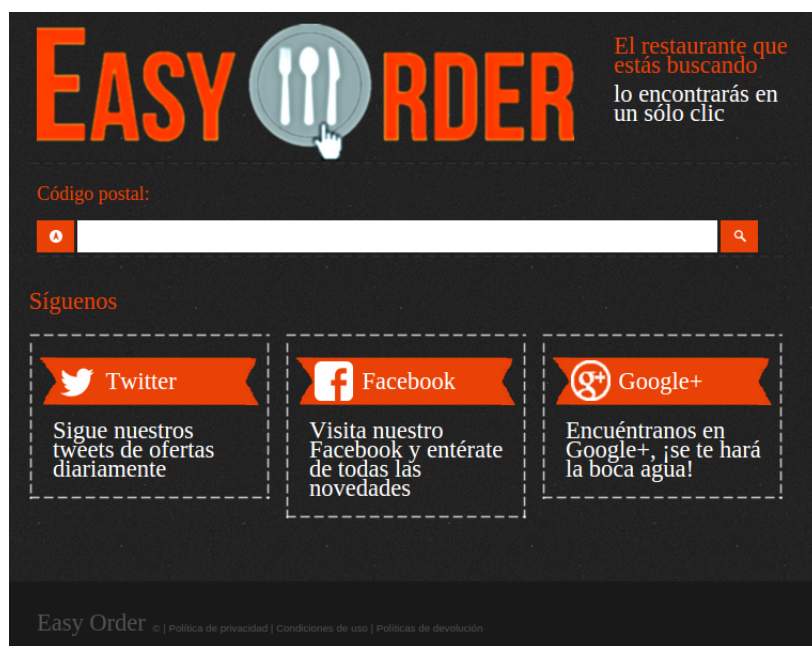 EASY ORDER
El restaurante que
estás buscando
lo encontrarás en
un sólo clic
Código postal:
Síguenos
Twitter
Sigue nuestros
tweets de ofertas
diariamente
Facebook
Visita nuestro
Facebook y entérate
de todas las
novedades
Google+
Encuéntranos en
Google+, ¡se te hará
la boca agua!
Easy Order © | Política de privacidad | Condiciones de uso | Políticas de devolución